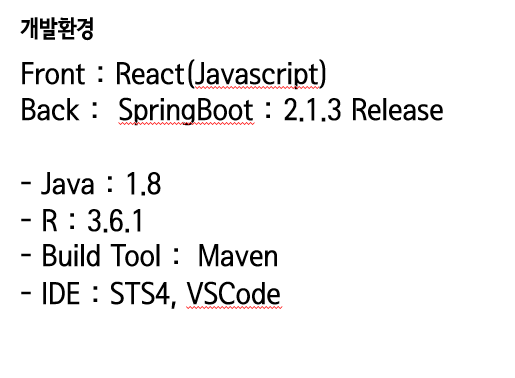 개발환경
Front : React(Javascript)
Back : SpringBoot : 2.1.3 Release
- Java : 1.8
- R : 3.6.1
- Build Tool : Maven
- IDE : STS4, VSCode